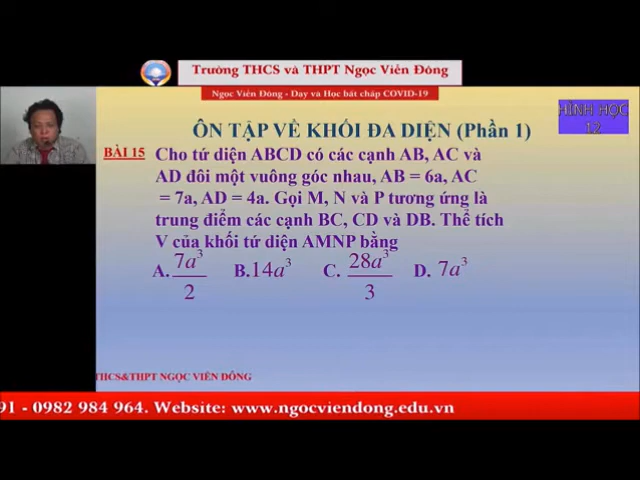 Trường THCS và THPT Ngọc Viễn Đông
Ngọc Viễn Đông - Dạy và Học bất chấp COVID-19
HÌNH HỌC
12
ÔN TẬP VỀ KHỐI ĐA DIỆN (Phần 1)
BÀI 15 Cho tứ diện ABCD có các cạnh AB, AC và
AD đôi một vuông góc nhau, AB = 6a, AC
= 7a, AD = 4a. Gọi M, N và P tương ứng là
trung điểm các cạnh BC, CD và DB. Thể tích
V của khối tứ diện AMNP bằng
A. 7a³/2 B. 14a³ C. 28a³/3 D. 7a³
THCS&THPT NGỌC VIỄN ĐÔNG
91 - 0982 984 964. Website: www.ngocviendong.edu.vn